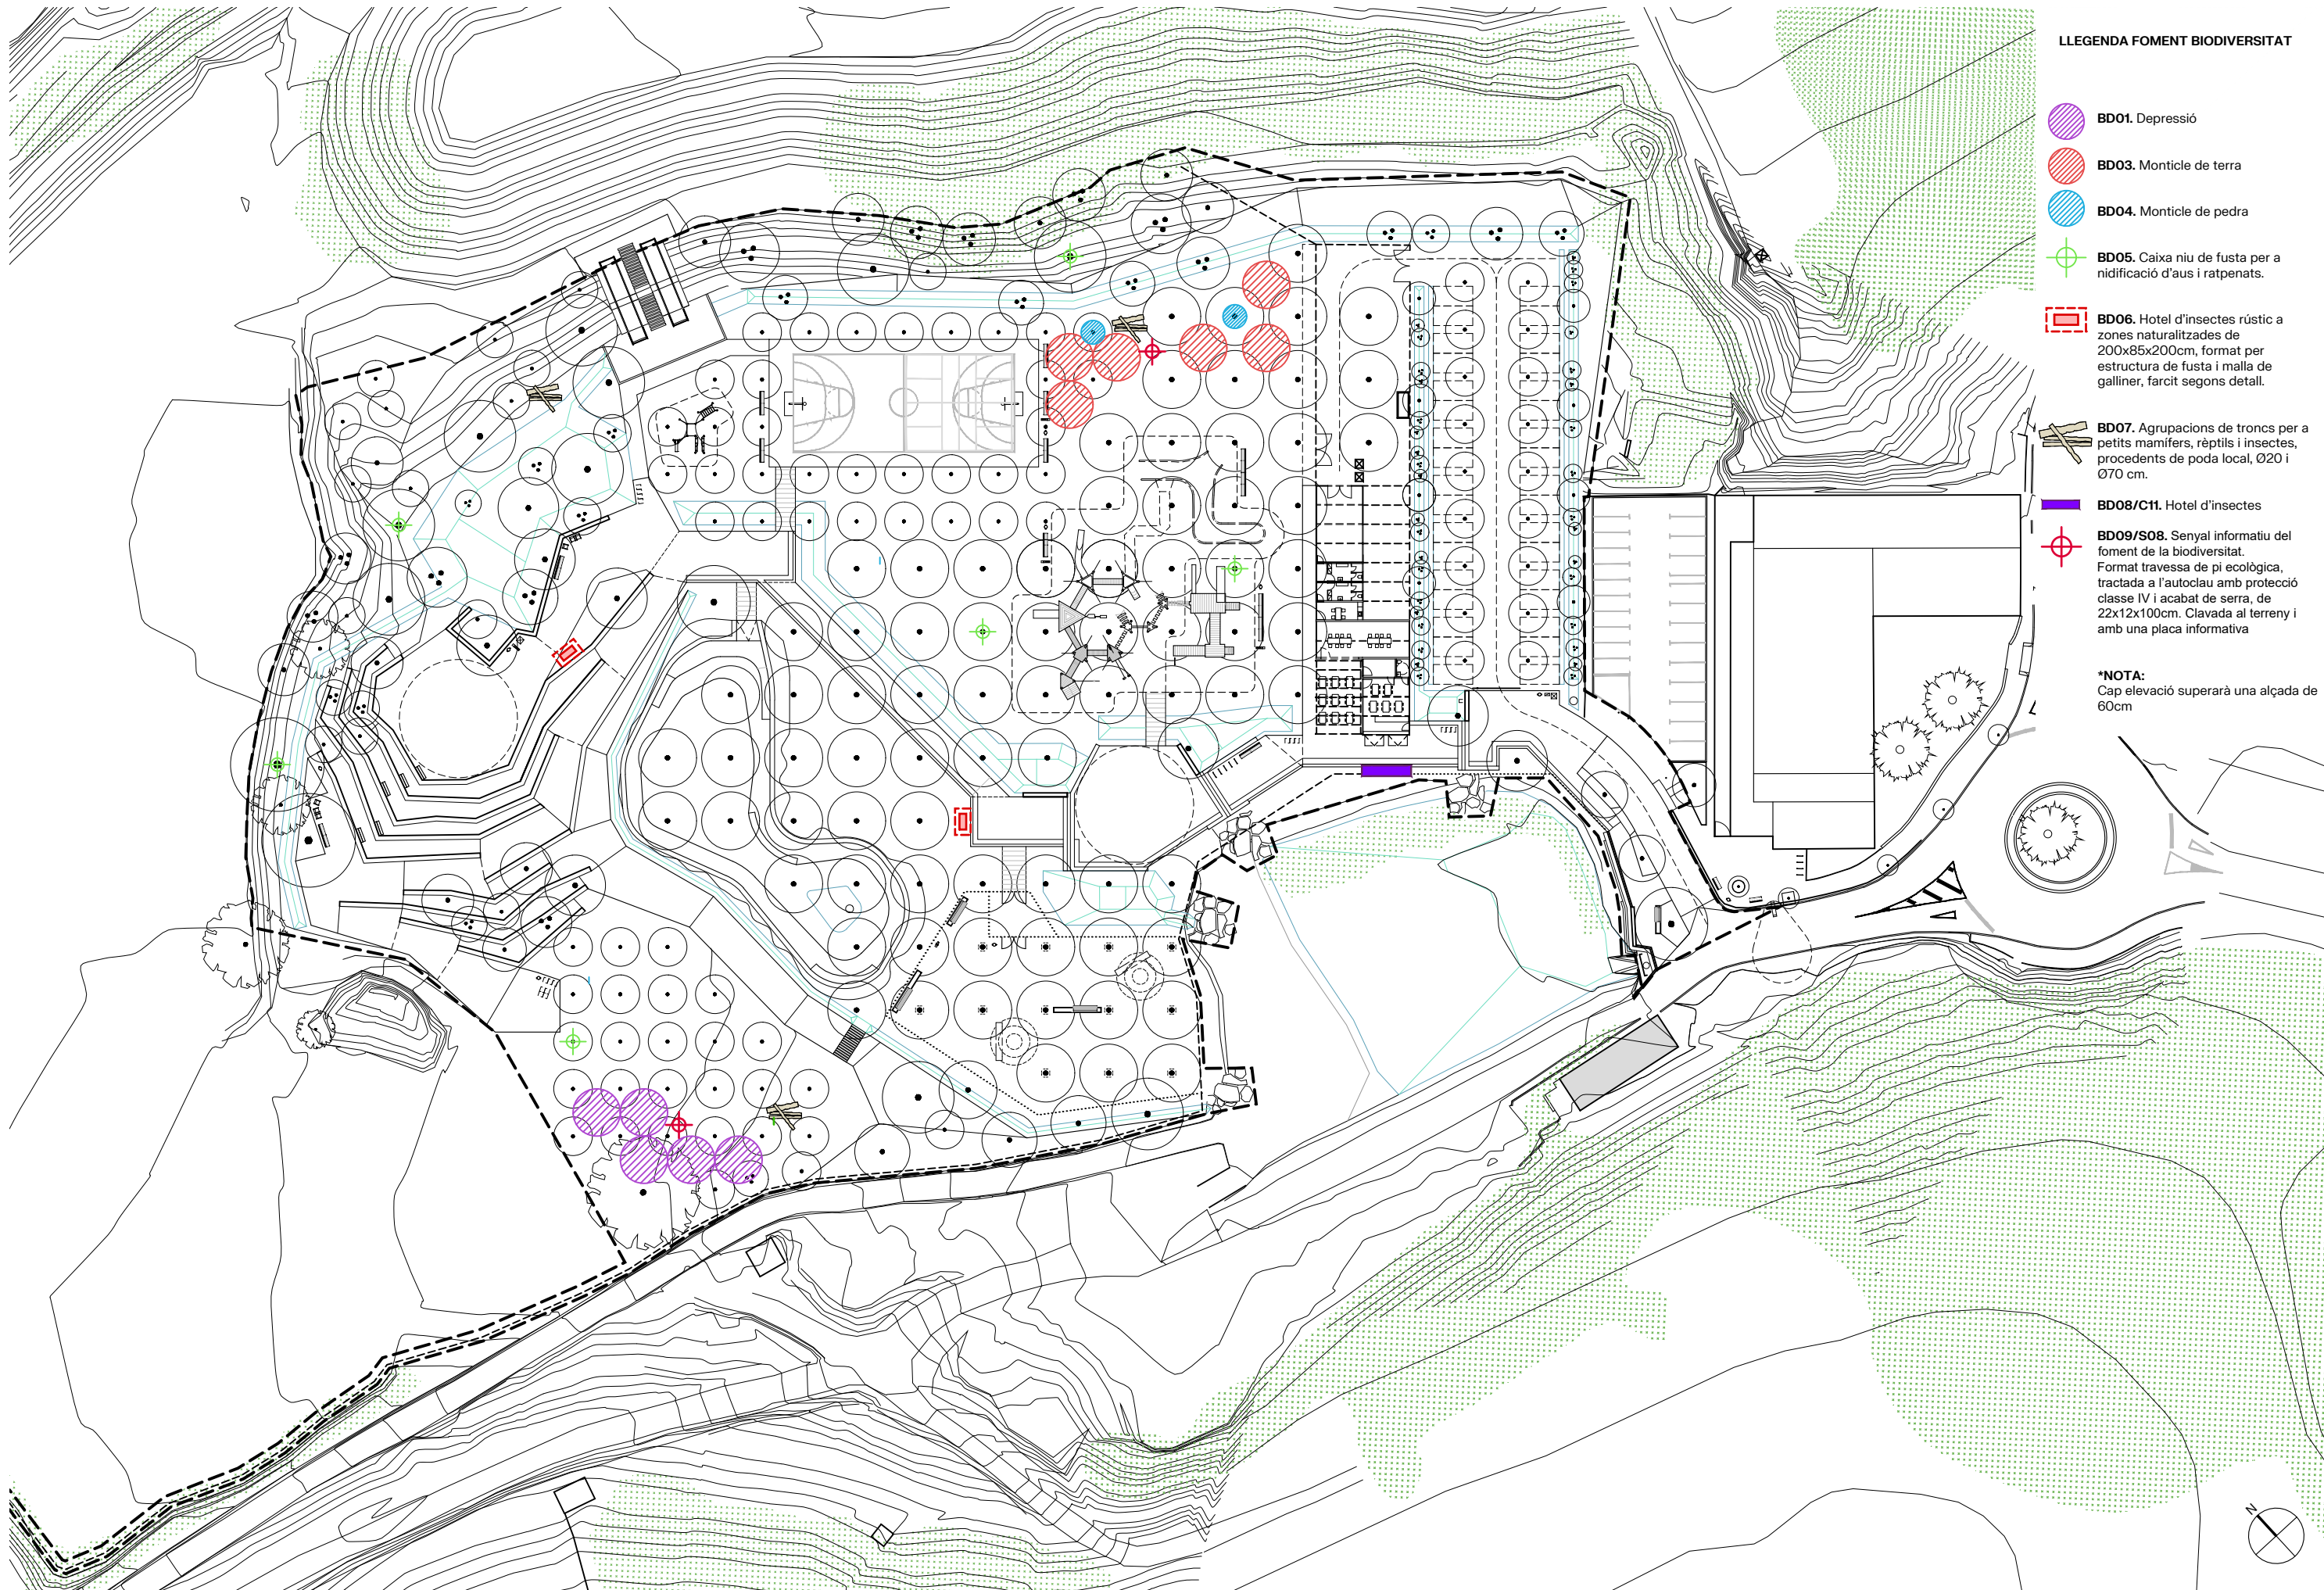 LLEGENDA FOMENT BIODIVERSITAT
BD01. Depressió
BD03. Monticle de terra
BD04. Monticle de pedra
BD05. Caixa niu de fusta per a
nidificació d'aus i ratpenats.
BD06. Hotel d'insectes rústic a
zones naturalitzades de
200x85x200cm, format per
estructura de fusta i malla de
galliner, farcit segons detall.
BD07. Agrupacions de troncs per a
petits mamífers, rèptils i insectes,
procedents de poda local, Ø20 i
Ø70 cm.
BD08/C11. Hotel d'insectes
BD09/S08. Senyal informatiu del
foment de la biodiversitat.
Format travessa de pi ecològica,
tractada a l'autoclau amb protecció
classe IV i acabat de serra, de
22x12x100cm. Clavada al terreny i
amb una placa informativa
*NOTA:
Cap elevació superarà una alçada de
60cm
N